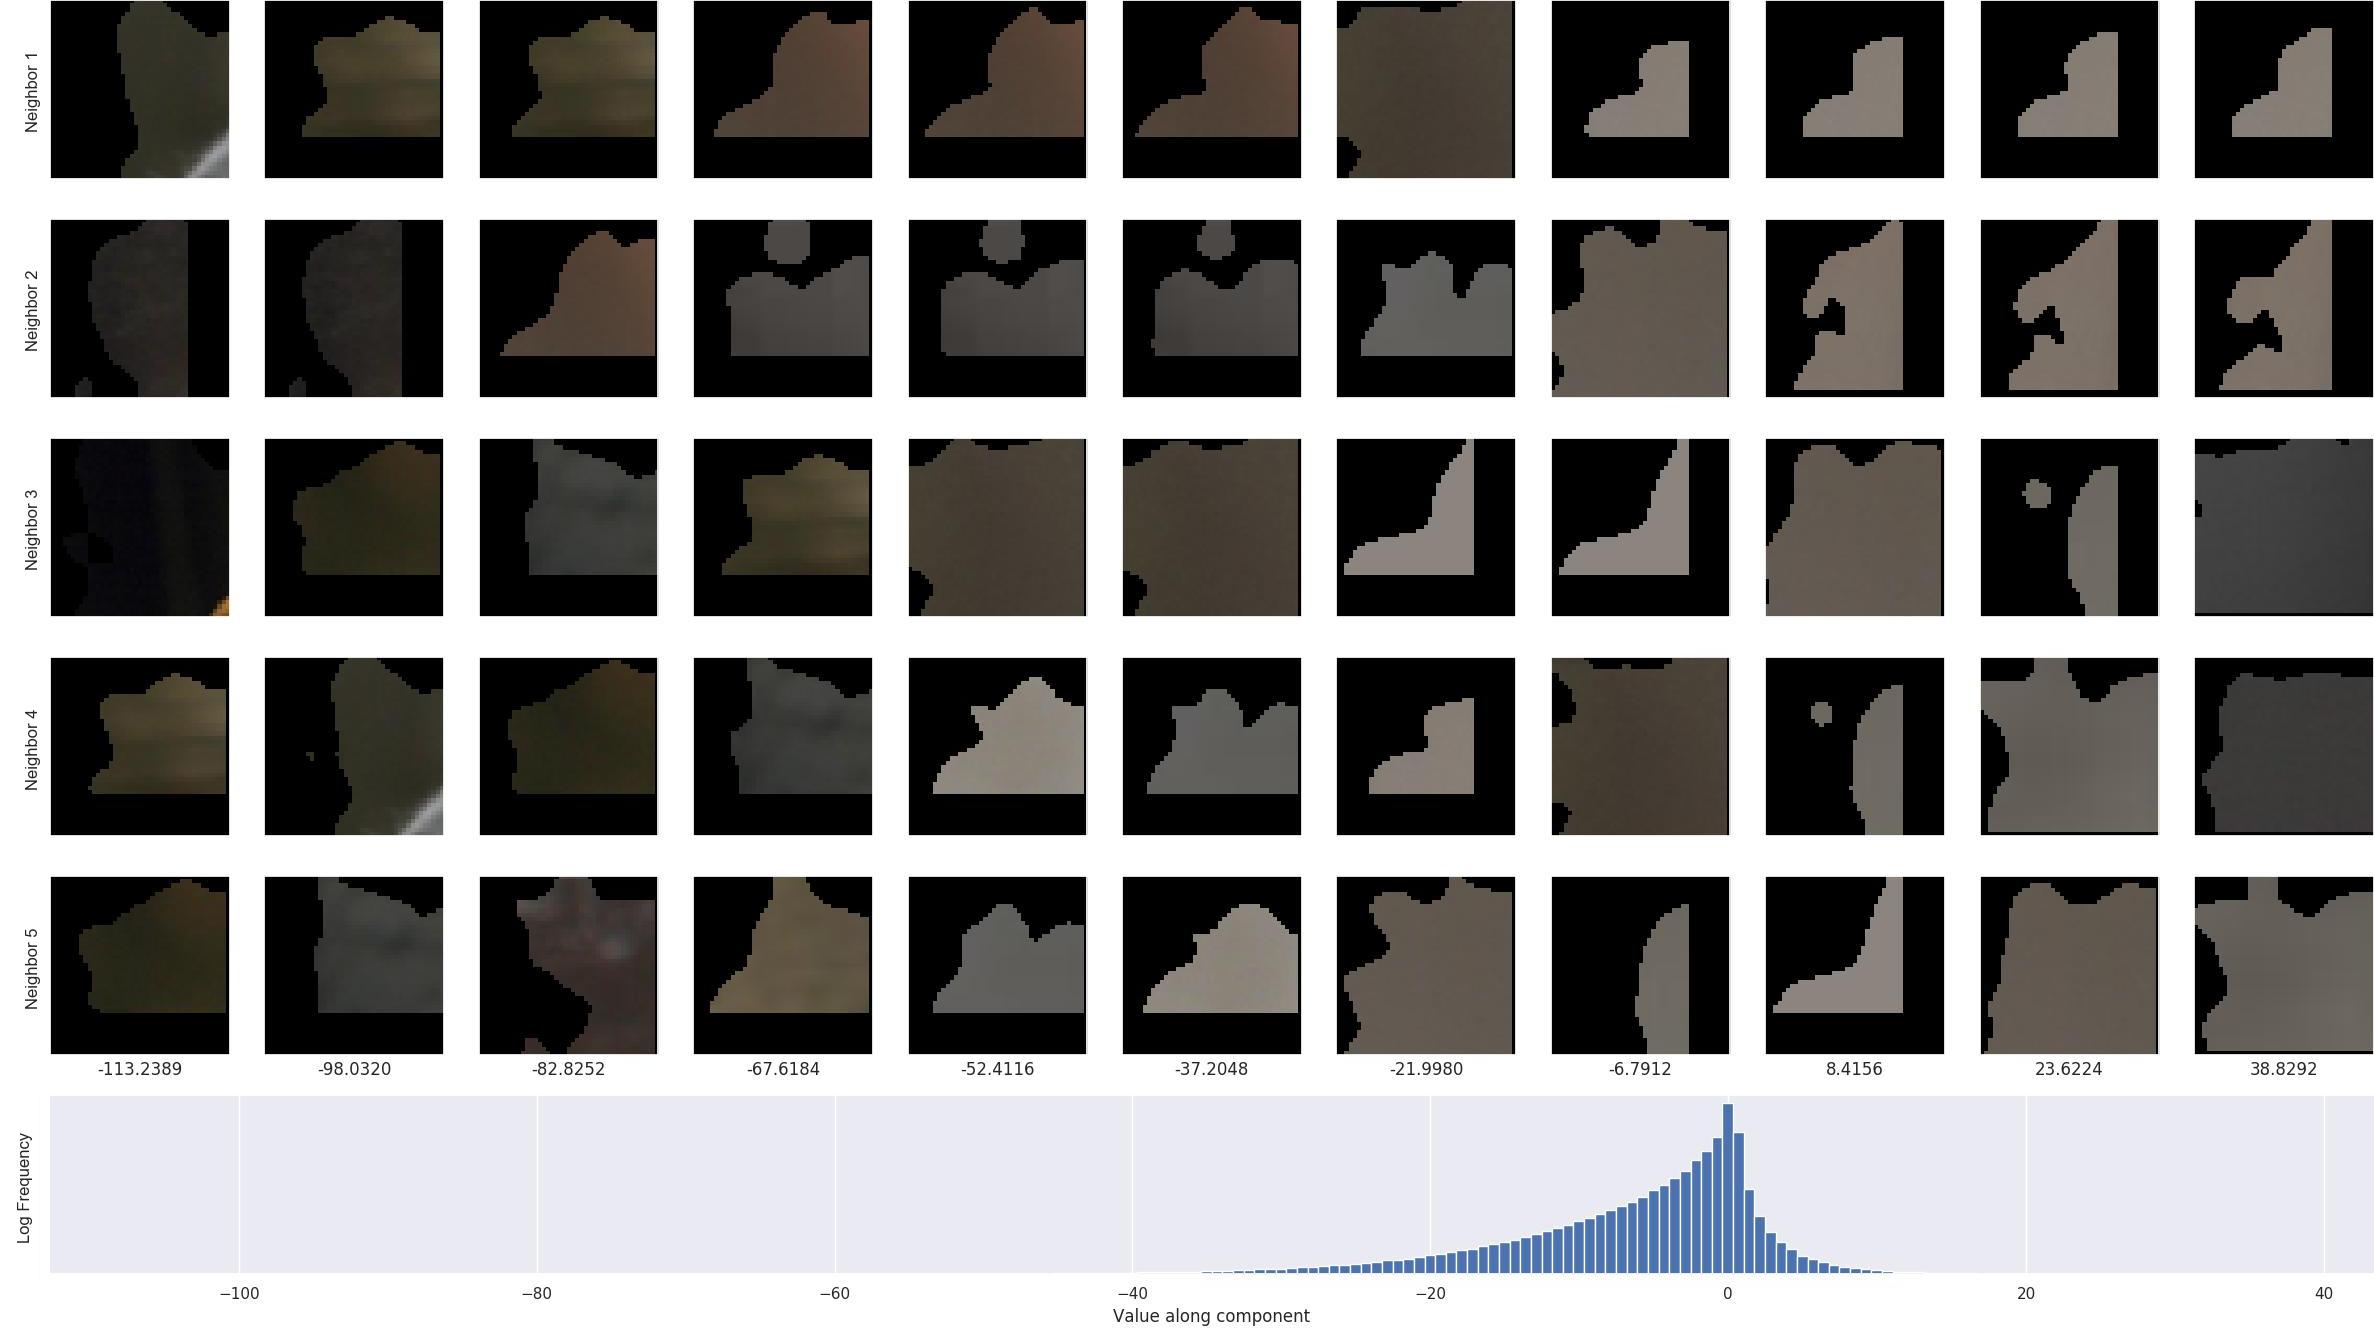 Neighbor 1
Neighbor 2
Neighbor 3
Neighbor 4
Neighbor 5
-113.2389 -98.0320 -82.8252 -67.6184 -52.4116 -37.2048 -21.9980 -6.7912 8.4156 23.6224 38.8292
Log Frequency
−100 −80 −60 −40 −20 0 20 40
Value along component